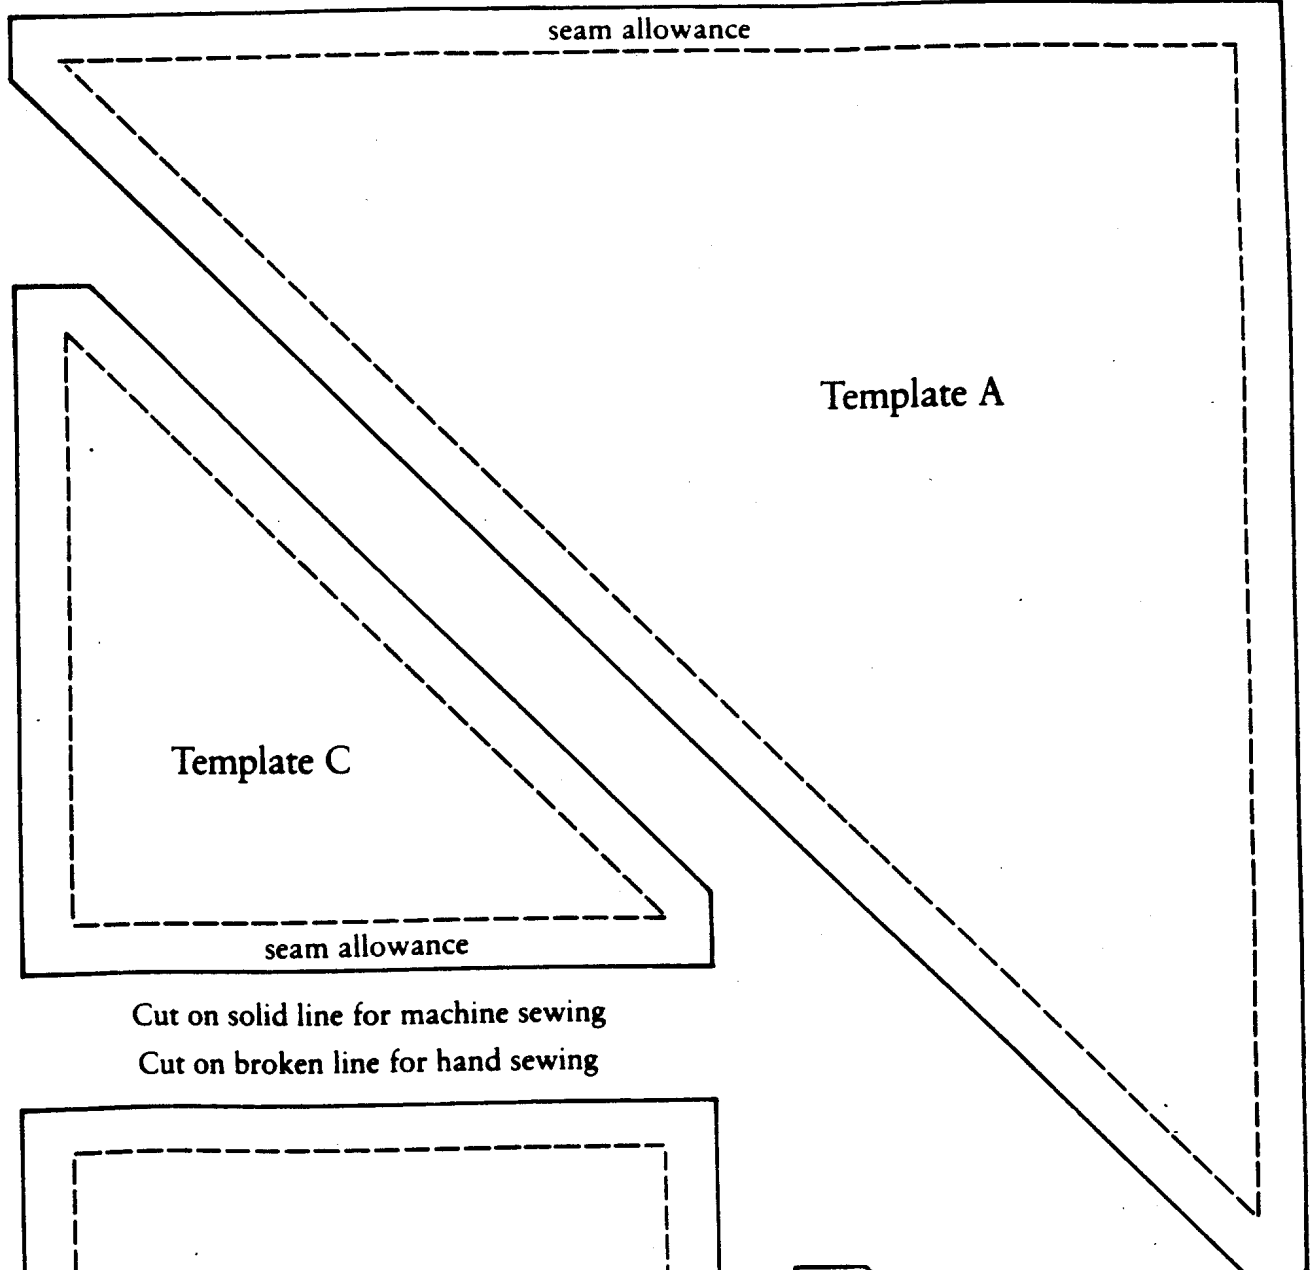 seam allowance
Template A
Template C
seam allowance
Cut on solid line for machine sewing
Cut on broken line for hand sewing